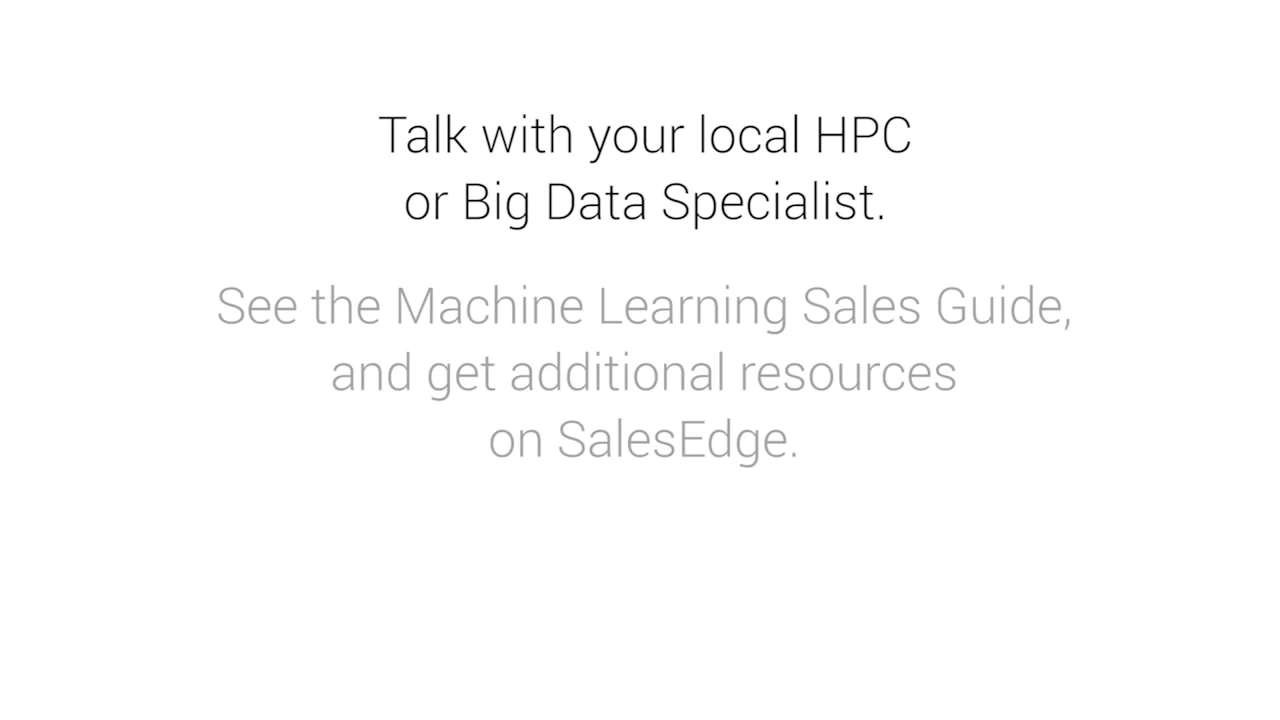 Talk with your local HPC
or Big Data Specialist.
See the Machine Learning Sales Guide,
and get additional resources
on SalesEdge.